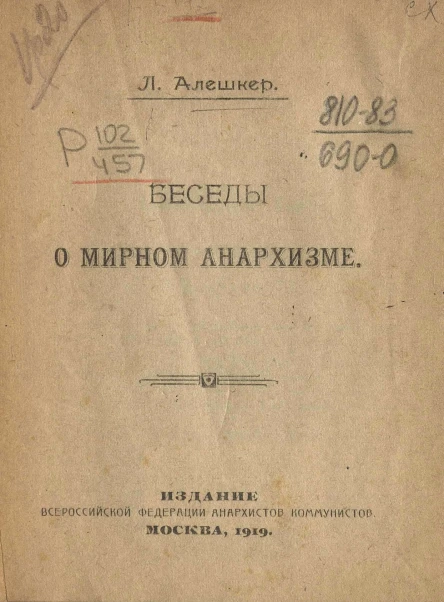 Л. Алешкер.
Р 102
457
810-83
690-0
БЕСЕДЫ
О МИРНОМ АНАРХИЗМЕ.
ИЗДАНИЕ
ВСЕРОССИЙСКОЙ ФЕДЕРАЦИИ АНАРХИСТОВ КОММУНИСТОВ.
МОСКВА, 1919.